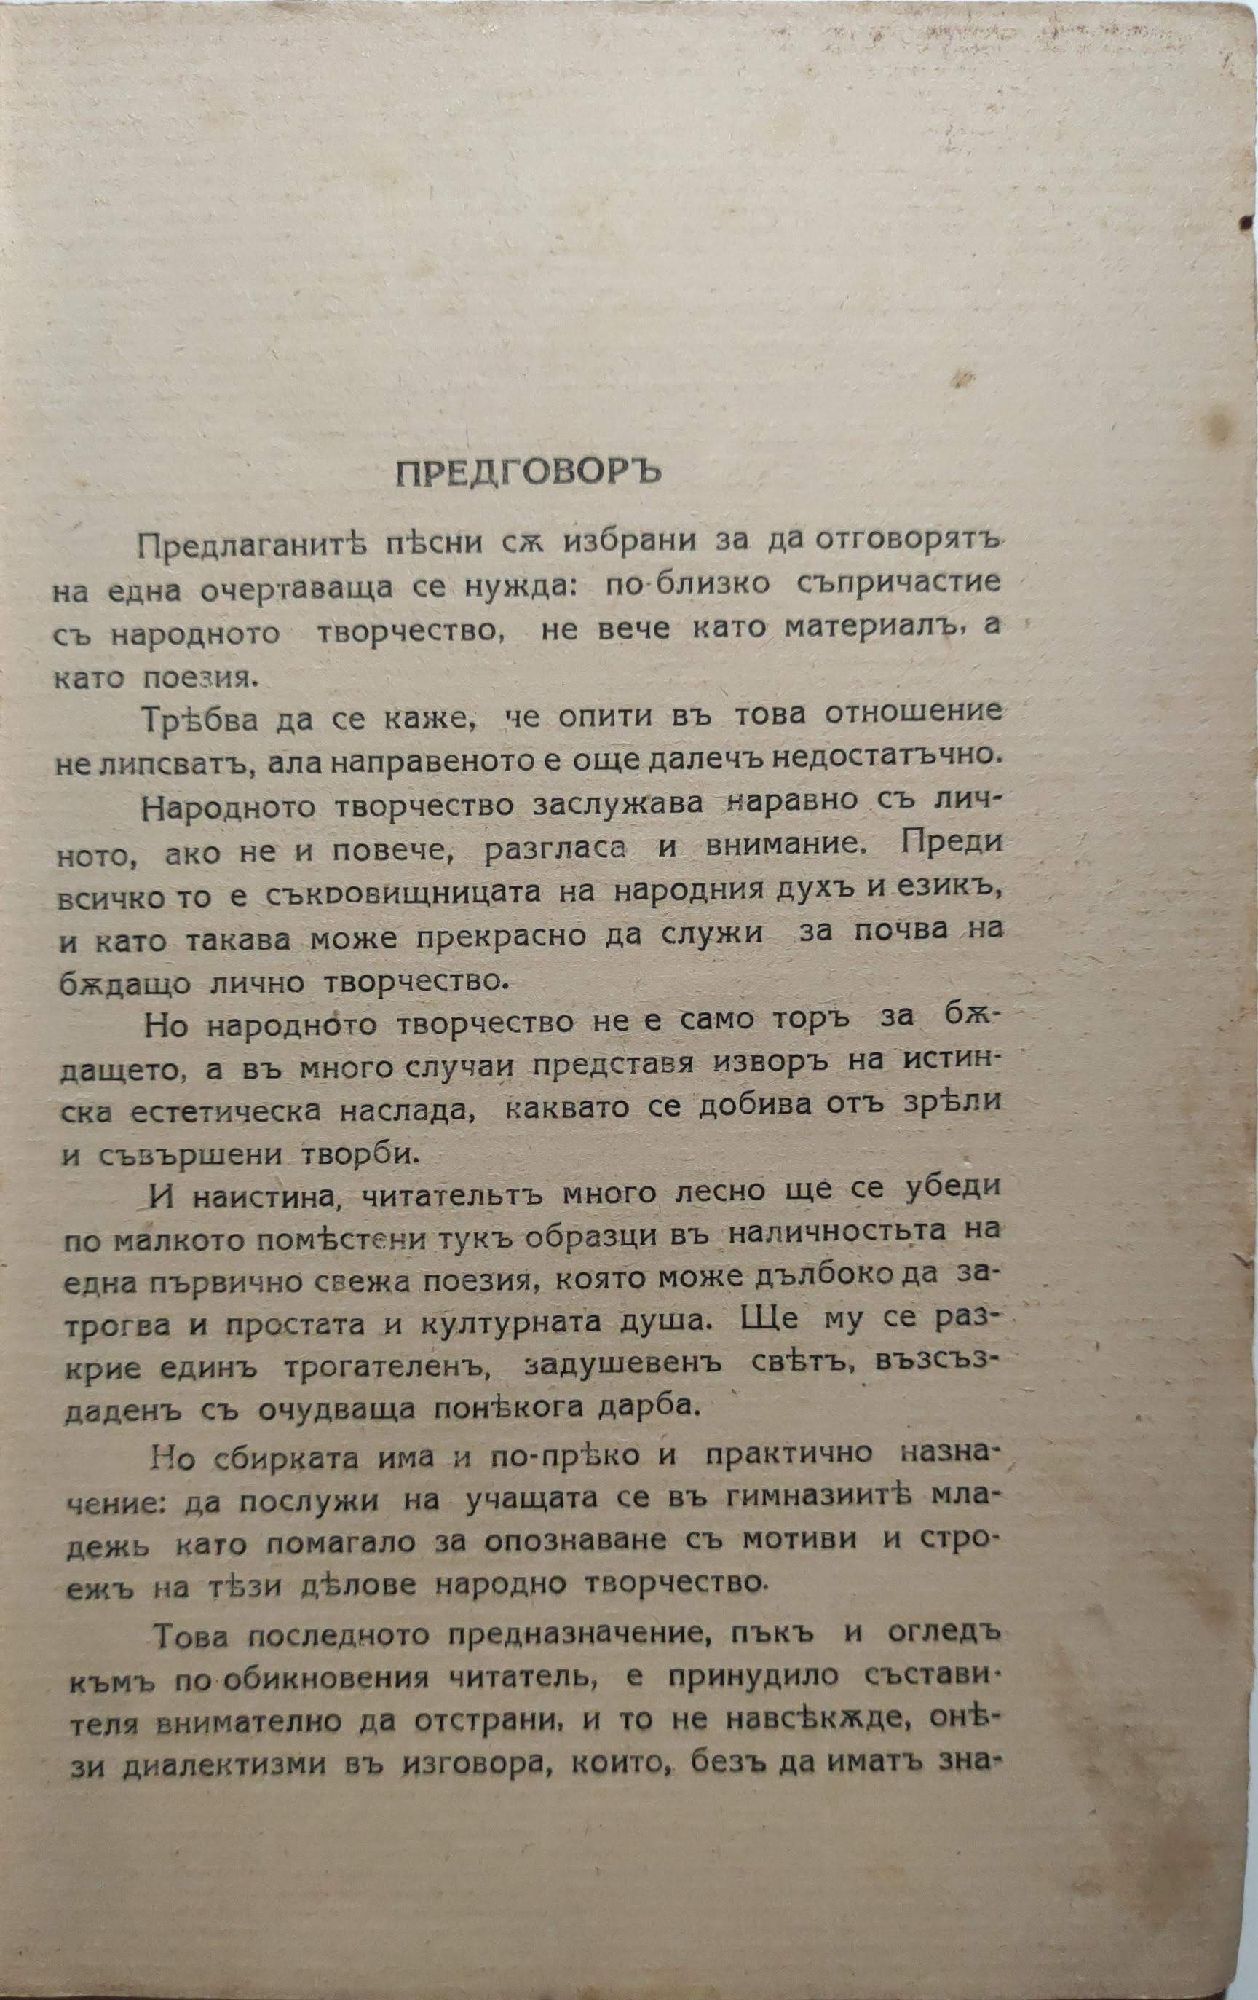 ПРЕДГОВОРЪ
Предлаганитѣ пѣсни сѫ избрани за да отговорятъ
на една очертаваща се нужда: по-близко съпричастие
съ народното творчество, не вече като материалъ, а
като поезия.
Трѣбва да се каже, че опити въ това отношение
не липсватъ, ала направеното е още далечъ недостатъчно.
Народното творчество заслужава наравно съ лич-
ното, ако не и повече, разгласа и внимание. Преди
всичко то е съкровищницата на народния духъ и езикъ,
и като такава може прекрасно да служи за почва на
бѫдащо лично творчество.
Но народното творчество не е само торъ за бѫ-
дащето, а въ много случаи представя изворъ на истин-
ска естетическа наслада, каквато се добива отъ зрѣли
и съвършени творби.
И наистина, читательтъ много лесно ще се убеди
по малкото помѣстени тукъ образци въ наличностьта на
една първично свежа поезия, която може дълбоко да за-
трогва и простата и културната душа. Ще му се раз-
крие единъ трогателенъ, задушевенъ свѣтъ, възсъз-
даденъ съ очудваща понѣкога дарба.
Но сбирката има и по-прѣко и практично назна-
чение: да послужи на учащата се въ гимназиитѣ мла-
дежь като помагало за опознаване съ мотиви и стро-
ежъ на тѣзи дѣлове народно творчество.
Това последното предназначение, пъкъ и огледъ
къмъ по обикновения читатель, е принудило състави-
теля внимателно да отстрани, и то не навсѣкѫде, онѣ-
зи диалектизми въ изговора, които, безъ да иматъ зна-